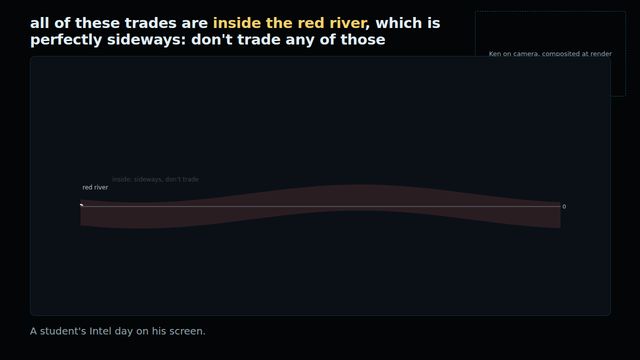 all of these trades are inside the red river, which is
perfectly sideways: don't trade any of those
Ken on camera, composited at render
inside: sideways, don't trade
red river
0
A student's Intel day on his screen.